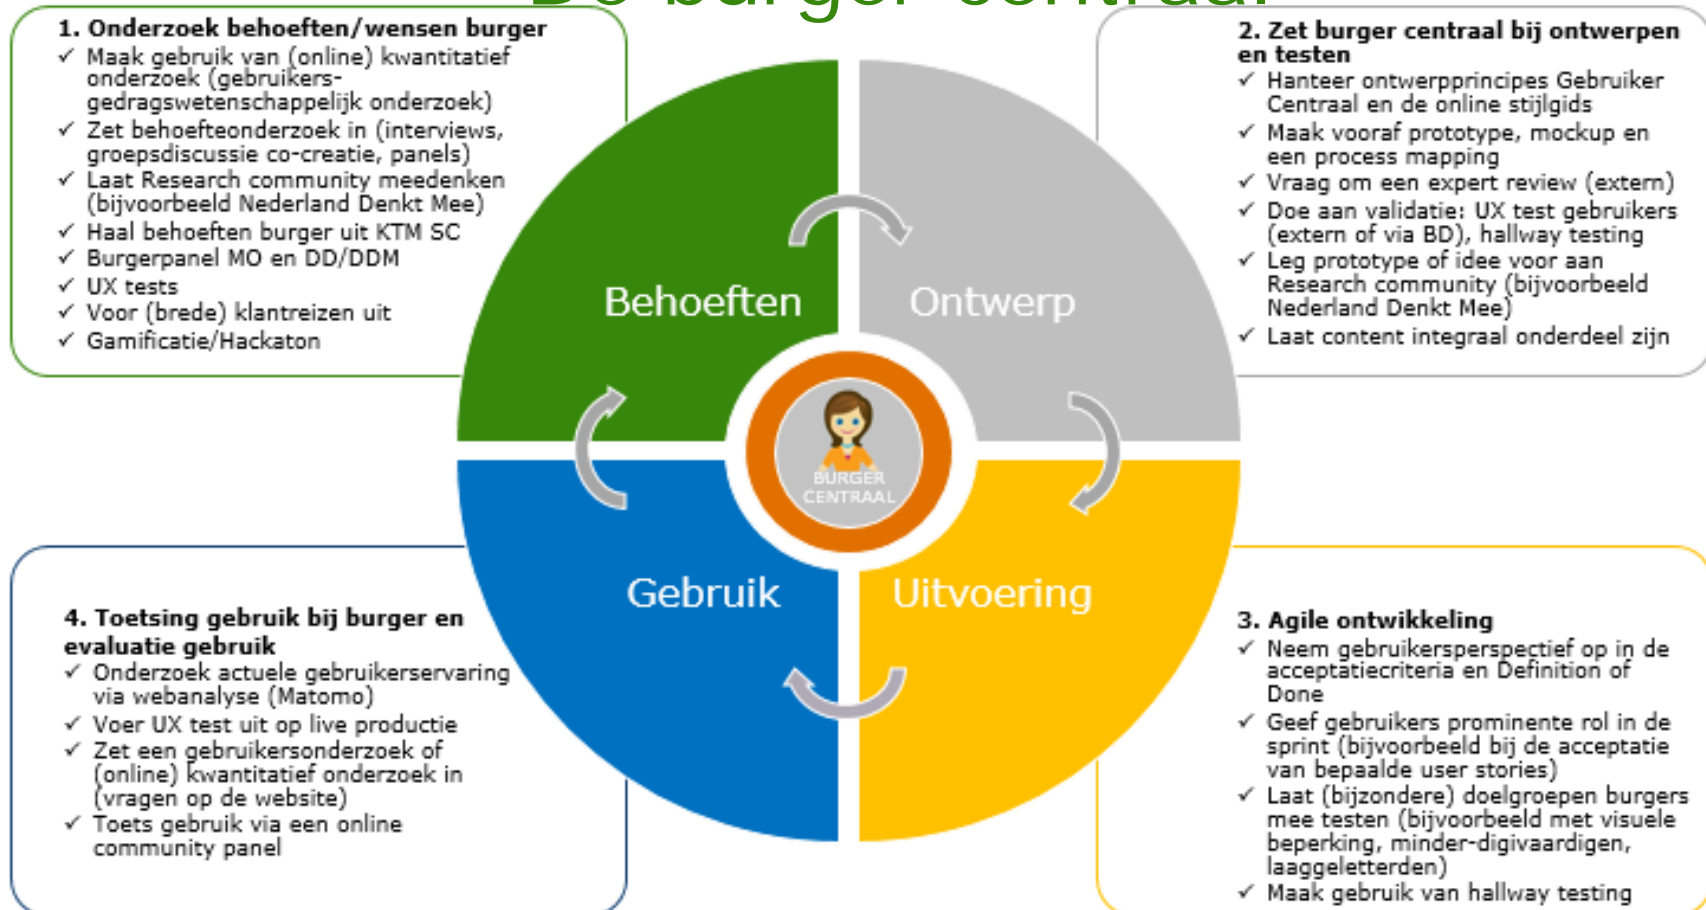 De burger centraal
1. Onderzoek behoeften/wensen burger
✓ Maak gebruik van (online) kwantitatief
onderzoek (gebruikers-
gedragswetenschappelijk onderzoek)
✓ Zet behoefteonderzoek in (interviews,
groepsdiscussie co-creatie, panels)
✓ Laat Research community meedenken
(bijvoorbeeld Nederland Denkt Mee)
✓ Haal behoeften burger uit KTM SC
✓ Burgerpanel MO en DD/DDM
✓ UX tests
✓ Voor (brede) klantreizen uit
✓ Gamificatie/Hackaton
2. Zet burger centraal bij ontwerpen
en testen
✓ Hanteer ontwerpprincipes Gebruiker
Centraal en de online stijlgids
✓ Maak vooraf prototype, mockup en
een process mapping
✓ Vraag om een expert review (extern)
✓ Doe aan validatie: UX test gebruikers
(extern of via BD), hallway testing
✓ Leg prototype of idee voor aan
Research community (bijvoorbeeld
Nederland Denkt Mee)
✓ Laat content integraal onderdeel zijn
Behoeften
Ontwerp
BURGER
CENTRAAL
Gebruik
Uitvoering
4. Toetsing gebruik bij burger en
evaluatie gebruik
✓ Onderzoek actuele gebruikerservaring
via webanalyse (Matomo)
✓ Voer UX test uit op live productie
✓ Zet een gebruikersonderzoek of
(online) kwantitatief onderzoek in
(vragen op de website)
✓ Toets gebruik via een online
community panel
3. Agile ontwikkeling
✓ Neem gebruikersperspectief op in de
acceptatiecriteria en Definition of
Done
✓ Geef gebruikers prominente rol in de
sprint (bijvoorbeeld bij de acceptatie
van bepaalde user stories)
✓ Laat (bijzondere) doelgroepen burgers
mee testen (bijvoorbeeld met visuele
beperking, minder-digivaardigen,
laaggeletterden)
✓ Maak gebruik van hallway testing